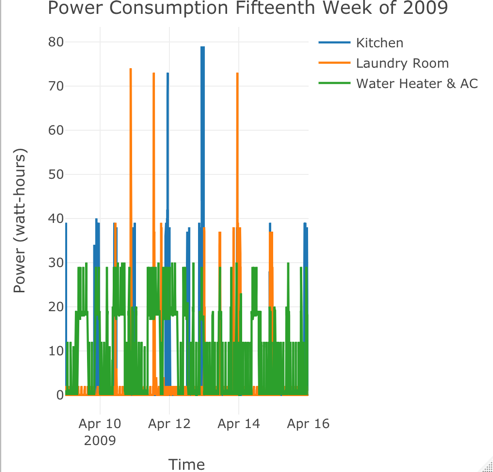 Power Consumption Fifteenth Week of 2009
Kitchen
Laundry Room
Water Heater & AC
80
70
60
50
40
30
20
10
0
Power (watt-hours)
Apr 10
2009
Apr 12
Apr 14
Apr 16
Time